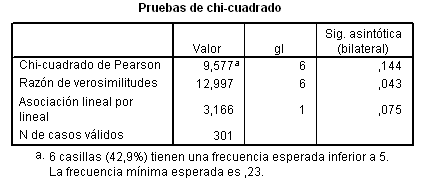 Pruebas de chi-cuadrado
Valor gl Sig. asintótica (bilateral)
Chi-cuadrado de Pearson 9,577a 6 ,144
Razón de verosimilitudes 12,997 6 ,043
Asociación lineal por lineal 3,166 1 ,075
N de casos válidos 301
a. 6 casillas (42,9%) tienen una frecuencia esperada inferior a 5.
La frecuencia mínima esperada es ,23.